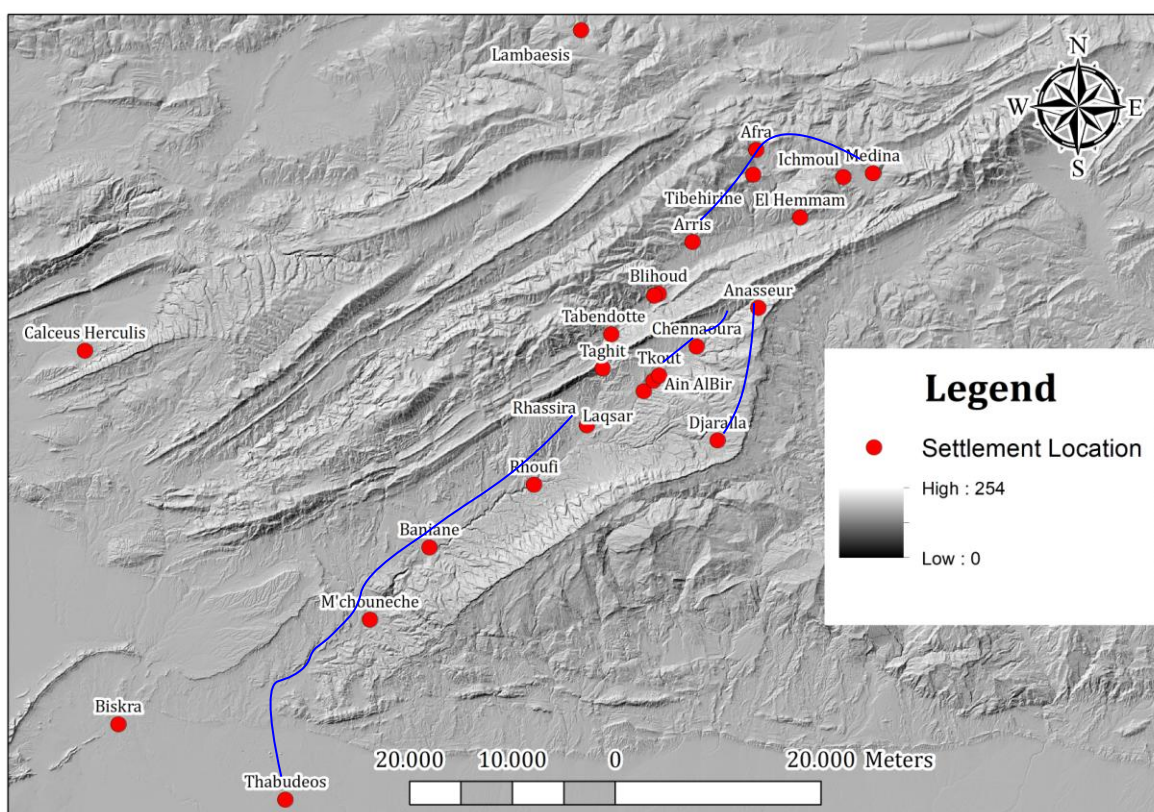 Lambaesis
N
W E
S
Afra
Ichmoul Medina
Tibehirine
El Hemmam
Arris
Blihoud
Anasseur
Tabendotte
Chennaoura
Calceus Herculis
Taghit
Tkout
Ain AlBir
Rhassira
Laqsar
Djaralla
Rhoufi
Baniane
M'chouneche
Biskra
Thabudeos
Legend
Settlement Location
High : 254
Low : 0
20.000 10.000 0 20.000 Meters